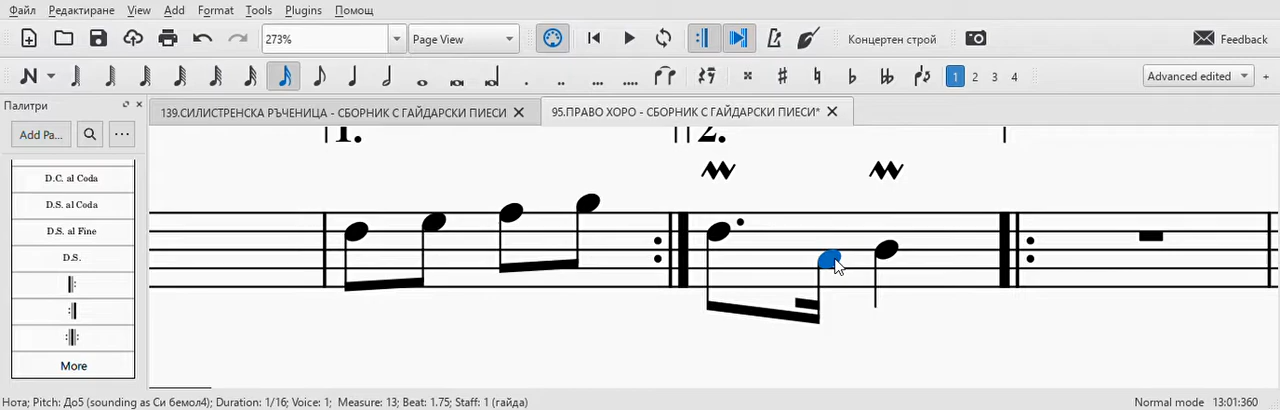 Файл Редактиране View Add Format Tools Plugins Помощ
273% Page View Концертен строй Feedback
1 2 3 4 Advanced edited +
Палитри
139.СИЛИСТРЕНСКА РЪЧЕНИЦА - СБОРНИК С ГАЙДАРСКИ ПИЕСИ 95.ПРАВО ХОРО - СБОРНИК С ГАЙДАРСКИ ПИЕСИ*
Add Pa... ...
1. 2.
D.C. al Coda
D.S. al Coda
D.S. al Fine
D.S.
More
Нота; Pitch: До5 (sounding as Си бемол4); Duration: 1/16; Voice: 1; Measure: 13; Beat: 1.75; Staff: 1 (гайда) Normal mode 13:01:360